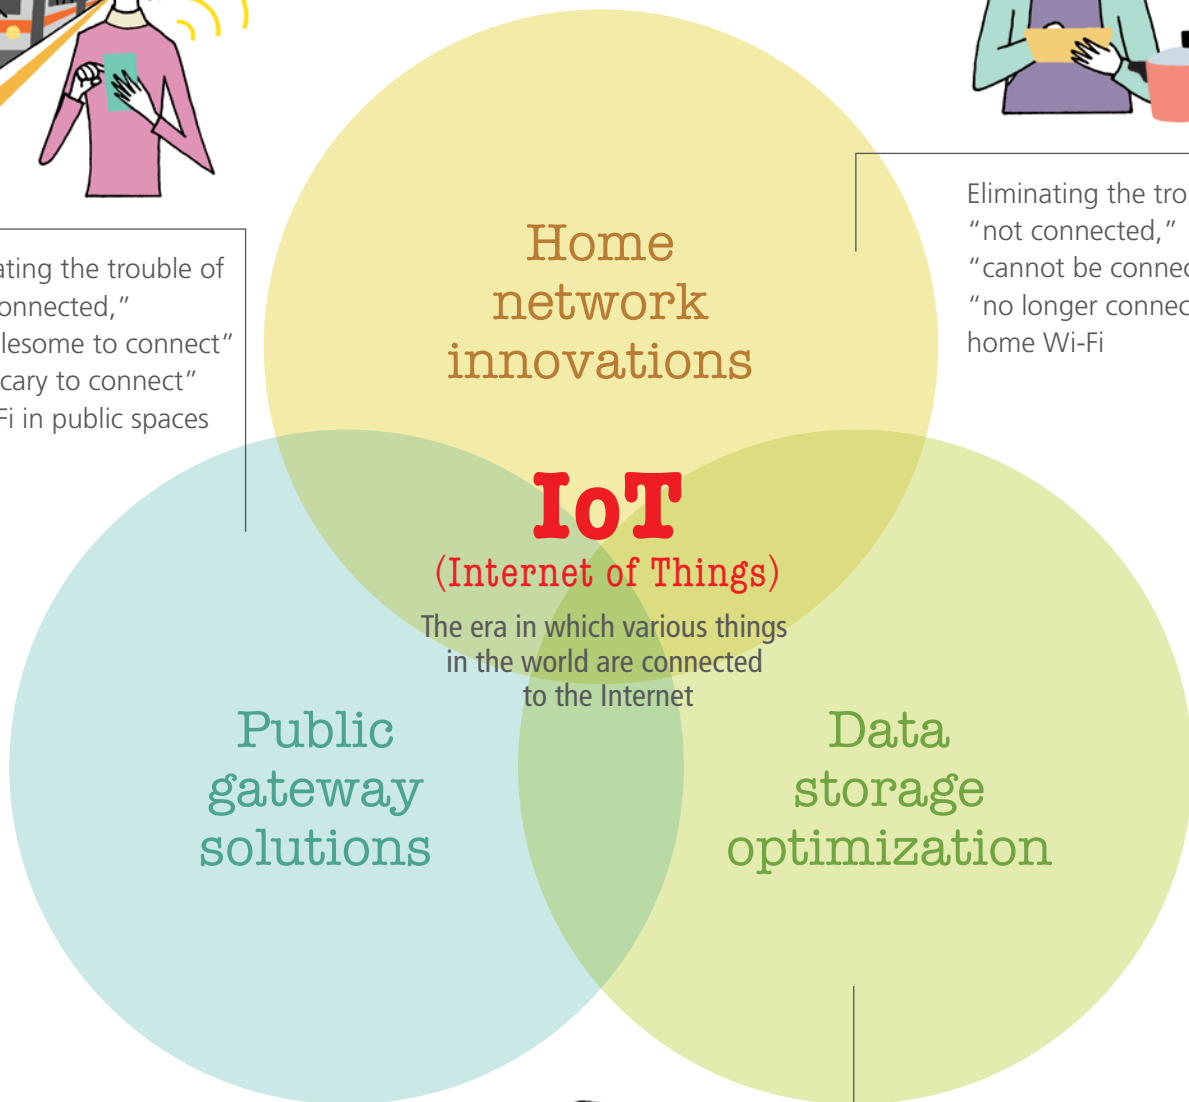 Eliminating the tro
“not connected,”
“cannot be connec
“no longer connec
home Wi-Fi
ating the trouble of
onnected,”
lesome to connect”
cary to connect”
Fi in public spaces
Home
network
innovations
IoT
(Internet of Things)
The era in which various things
in the world are connected
to the Internet
Public
gateway
solutions
Data
storage
optimization